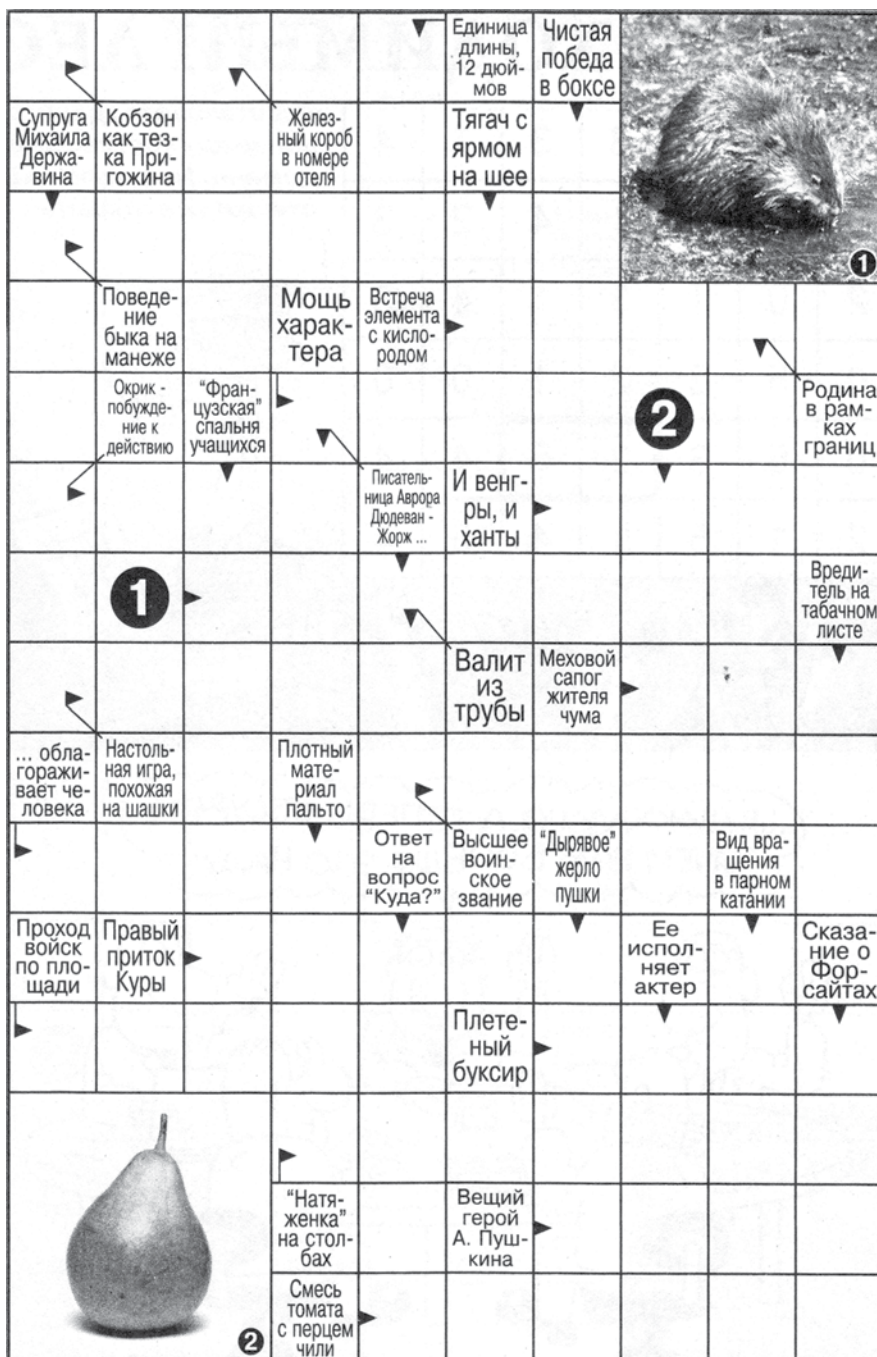 Единица
длины,
12 дюй-
мов
Чистая
победа
в боксе
Супруга
Михаила
Держа-
вина
Кобзон
как тез-
ка При-
гожина
Желез-
ный короб
в номере
отеля
Тягач с
ярмом
на шее
1
Поведе-
ние
быка на
манеже
Мощь
харак-
тера
Встреча
элемента
с кисло-
родом
Окрик -
побужде-
ние к
действию
"Фран-
цузская"
спальня
учащихся
2
Родина
в рам-
ках
границ
Писатель-
ница Аврора
Дюдеван -
Жорж ...
И венг-
ры, и
ханты
1
Вреди-
тель на
табачном
листе
Валит
из
трубы
Меховой
сапог
жителя
чума
... обла-
горажи-
вает че-
ловека
Настоль-
ная игра,
похожая
на шашки
Плотный
мате-
риал
пальто
Ответ
на
вопрос
"Куда?"
Высшее
воин-
ское
звание
"Дырявое"
жерло
пушки
Вид вра-
щения
в парном
катании
Проход
войск
по пло-
щади
Правый
приток
Куры
Ее
испол-
няет
актер
Сказа-
ние о
Фор-
сайтах
Плете-
ный
буксир
"Натя-
женка"
на стол-
бах
Вещий
герой
А. Пуш-
кина
Смесь
томата
с перцем
чили
2